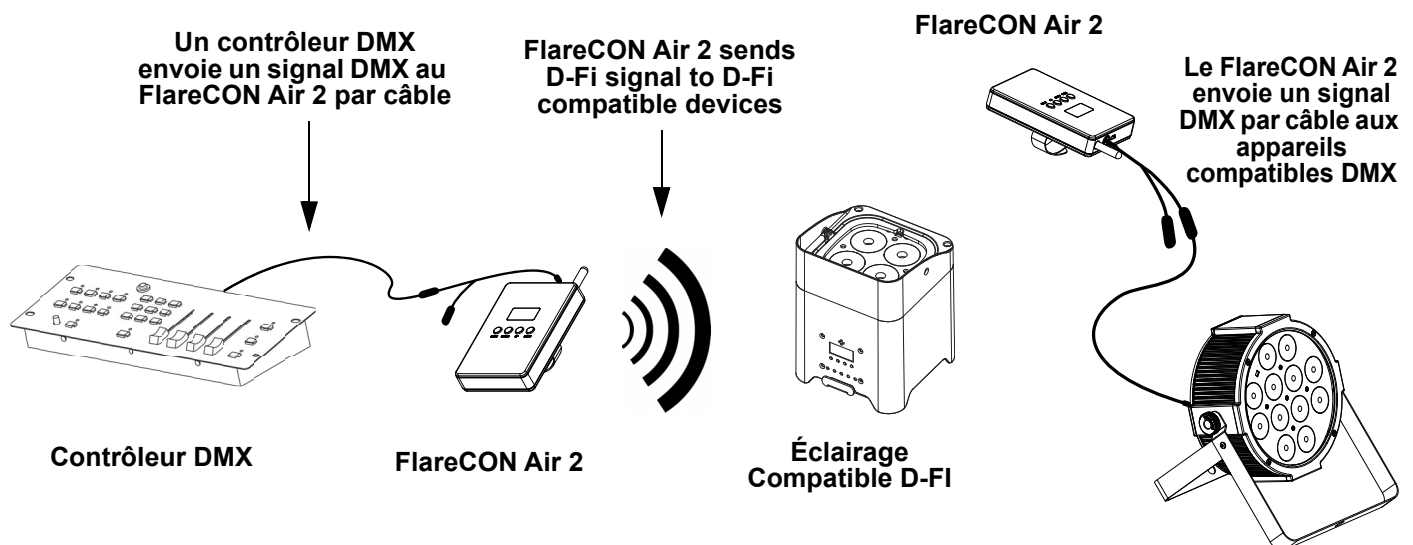 Un contrôleur DMX
envoie un signal DMX au
FlareCON Air 2 par câble
FlareCON Air 2 sends
D-Fi signal to D-Fi
compatible devices
FlareCON Air 2
Le FlareCON Air 2
envoie un signal
DMX par câble aux
appareils
compatibles DMX
Contrôleur DMX
FlareCON Air 2
Éclairage
Compatible D-FI